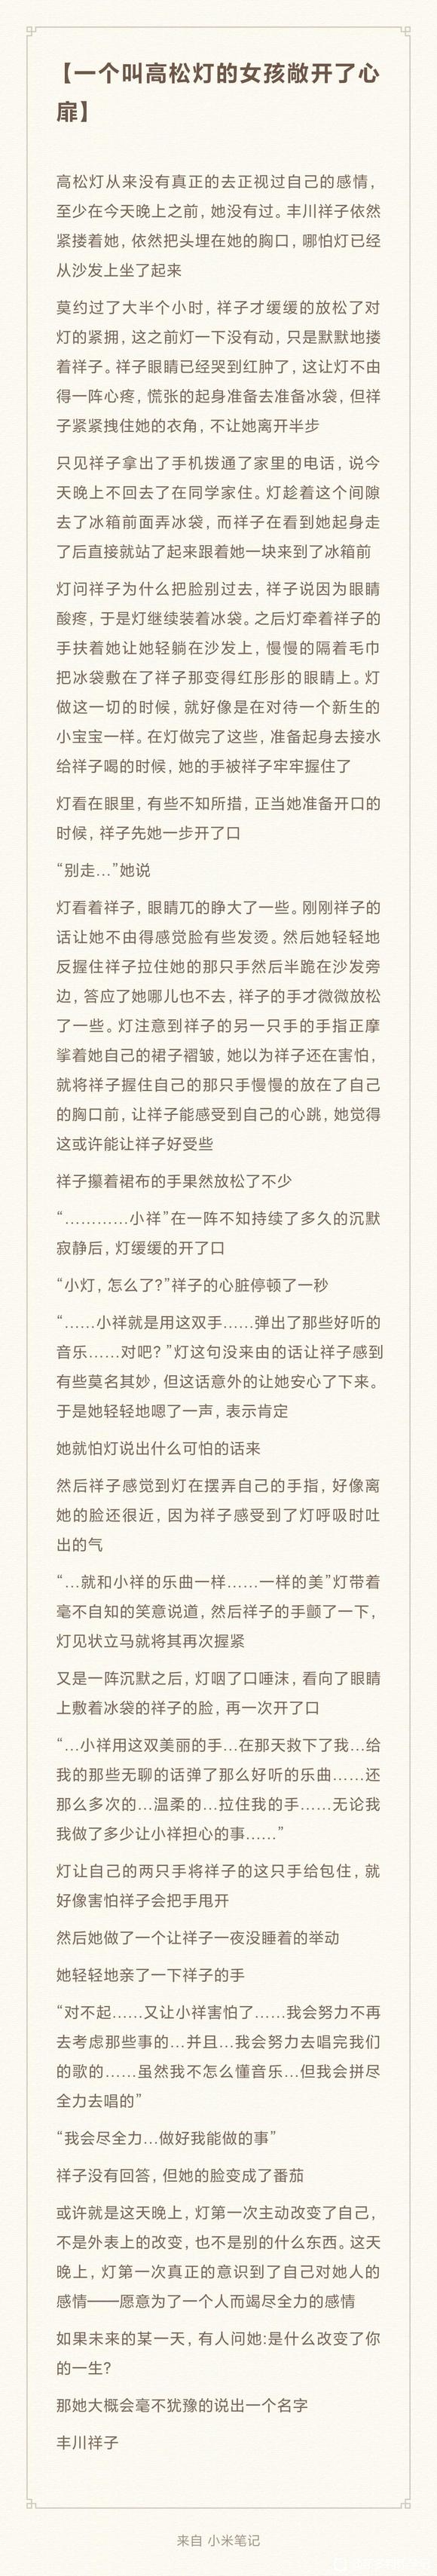 【一个叫高松灯的女孩敞开了心
扉】
高松灯从来没有真正的去正视过自己的感情，
至少在今天晚上之前，她没有过。丰川祥子依然
紧搂着她，依然把头埋在她的胸口，哪怕灯已经
从沙发上坐了起来
莫约过了大半个小时，祥子才缓缓的放松了对
灯的紧拥，这之前灯一下没有动，只是默默地搂
着祥子。祥子眼睛已经哭到红肿了，这让灯不由
得一阵心疼，慌张的起身准备去准备冰袋，但祥
子紧紧拽住她的衣角，不让她离开半步
只见祥子拿出了手机拨通了家里的电话，说今
天晚上不回去了在同学家住。灯趁着这个间隙
去了冰箱前面弄冰袋，而祥子在看到她起身走
了后直接就站了起来跟着她一块来到了冰箱前
灯问祥子为什么把脸别过去，祥子说因为眼睛
酸疼，于是灯继续装着冰袋。之后灯牵着祥子的
手扶着她让她轻躺在沙发上，慢慢的隔着毛巾
把冰袋敷在了祥子那变得红彤彤的眼睛上。灯
做这一切的时候，就好像是在对待一个新生的
小宝宝一样。在灯做完了这些，准备起身去接水
给祥子喝的时候，她的手被祥子牢牢握住了
灯看在眼里，有些不知所措，正当她准备开口的
时候，祥子先她一步开了口
“别走…”她说
灯看着祥子，眼睛兀的睁大了一些。刚刚祥子的
话让她不由得感觉脸有些发烫。然后她轻轻地
反握住祥子拉住她的那只手然后半跪在沙发旁
边，答应了她哪儿也不去，祥子的手才微微放松
了一些。灯注意到祥子的另一只手的手指正摩
挲着她自己的裙子褶皱，她以为祥子还在害怕，
就将祥子握住自己的那只手慢慢的放在了自己
的胸口前，让祥子能感受到自己的心跳，她觉得
这或许能让祥子好受些
祥子攥着裙布的手果然放松了不少
“…………小祥”在一阵不知持续了多久的沉默
寂静后，灯缓缓的开了口
“小灯，怎么了？”祥子的心脏停顿了一秒
“……小祥就是用这双手……弹出了那些好听的
音乐……对吧？”灯这句没来由的话让祥子感到
有些莫名其妙，但这话意外的让她安心了下来。
于是她轻轻地嗯了一声，表示肯定
她就怕灯说出什么可怕的话来
然后祥子感觉到灯在摆弄自己的手指，好像离
她的脸还很近，因为祥子感受到了灯呼吸时吐
出的气
“…就和小祥的乐曲一样……一样的美”灯带着
毫不自知的笑意说道，然后祥子的手颤了一下，
灯见状立马就将其再次握紧
又是一阵沉默之后，灯咽了口唾沫，看向了眼睛
上敷着冰袋的祥子的脸，再一次开了口
“…小祥用这双美丽的手…在那天救下了我…给
我的那些无聊的话弹了那么好听的乐曲……还
那么多次的…温柔的…拉住我的手……无论我
我做了多少让小祥担心的事……”
灯让自己的两只手将祥子的这只手给包住，就
好像害怕祥子会把手甩开
然后她做了一个让祥子一夜没睡着的举动
她轻轻地亲了一下祥子的手
“对不起……又让小祥害怕了……我会努力不再
去考虑那些事的…并且…我会努力去唱完我们
的歌的……虽然我不怎么懂音乐…但我会拼尽
全力去唱的”
“我会尽全力…做好我能做的事”
祥子没有回答，但她的脸变成了番茄
或许就是这天晚上，灯第一次主动改变了自己，
不是外表上的改变，也不是别的什么东西。这天
晚上，灯第一次真正的意识到了自己对她人的
感情——愿意为了一个人而竭尽全力的感情
如果未来的某一天，有人问她:是什么改变了你
的一生？
那她大概会毫不犹豫的说出一个名字
丰川祥子
来自 小米笔记